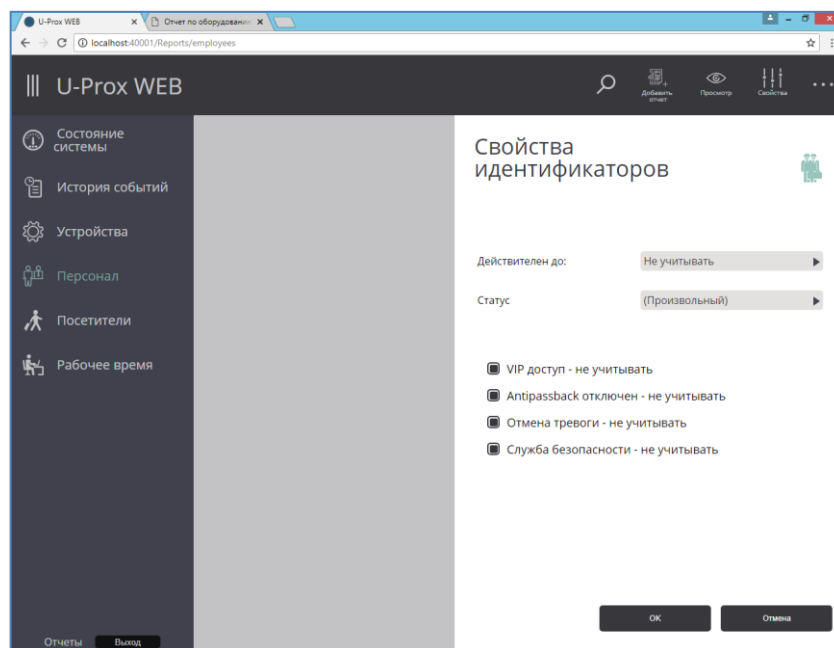 U-Prox WEB
Отчет по оборудованию
localhost:40001/Reports/employees
U-Prox WEB
Добавить отчет
Просмотр
Свойства
Состояние системы
История событий
Устройства
Персонал
Посетители
Рабочее время
Свойства
идентификаторов
Действителен до:
Не учитывать
Статус
(Произвольный)
VIP доступ - не учитывать
Antipassback отключен - не учитывать
Отмена тревоги - не учитывать
Служба безопасности - не учитывать
ОК
Отмена
Отчеты
Выход